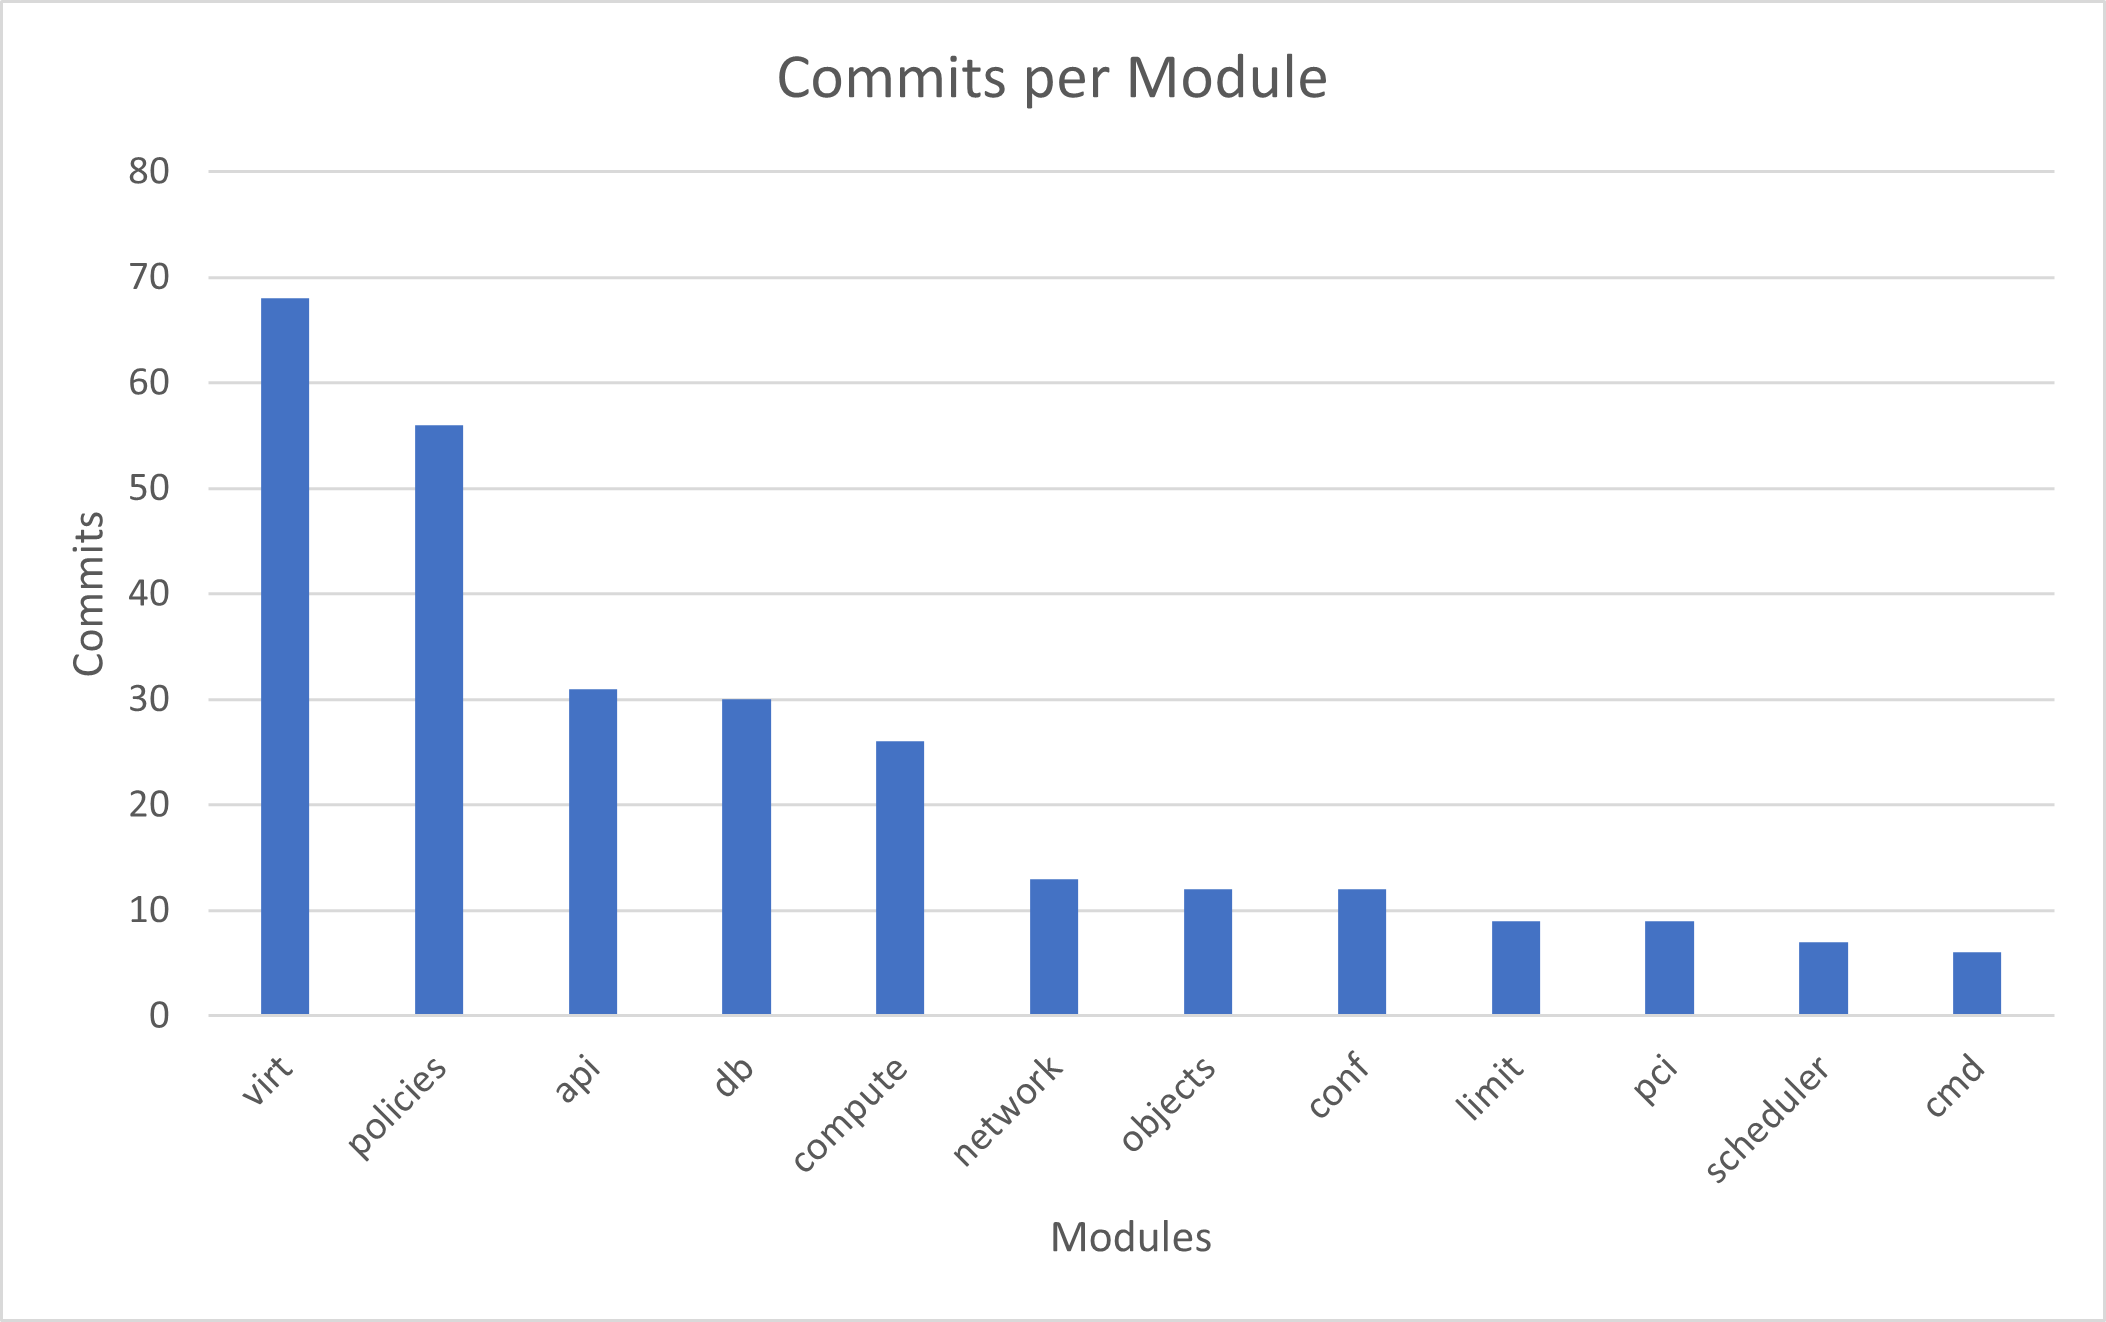 Commits per Module
80
70
60
50
40
30
20
10
0
Commits
virt
policies
api
db
compute
network
objects
conf
limit
pci
scheduler
cmd
Modules